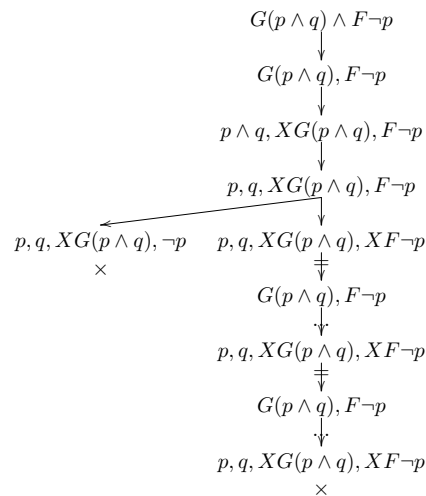 G(p ∧ q) ∧ F¬p
G(p ∧ q), F¬p
p ∧ q, XG(p ∧ q), F¬p
p, q, XG(p ∧ q), F¬p
p, q, XG(p ∧ q), ¬p
×
p, q, XG(p ∧ q), XF¬p
G(p ∧ q), F¬p
...
p, q, XG(p ∧ q), XF¬p
G(p ∧ q), F¬p
...
p, q, XG(p ∧ q), XF¬p
×